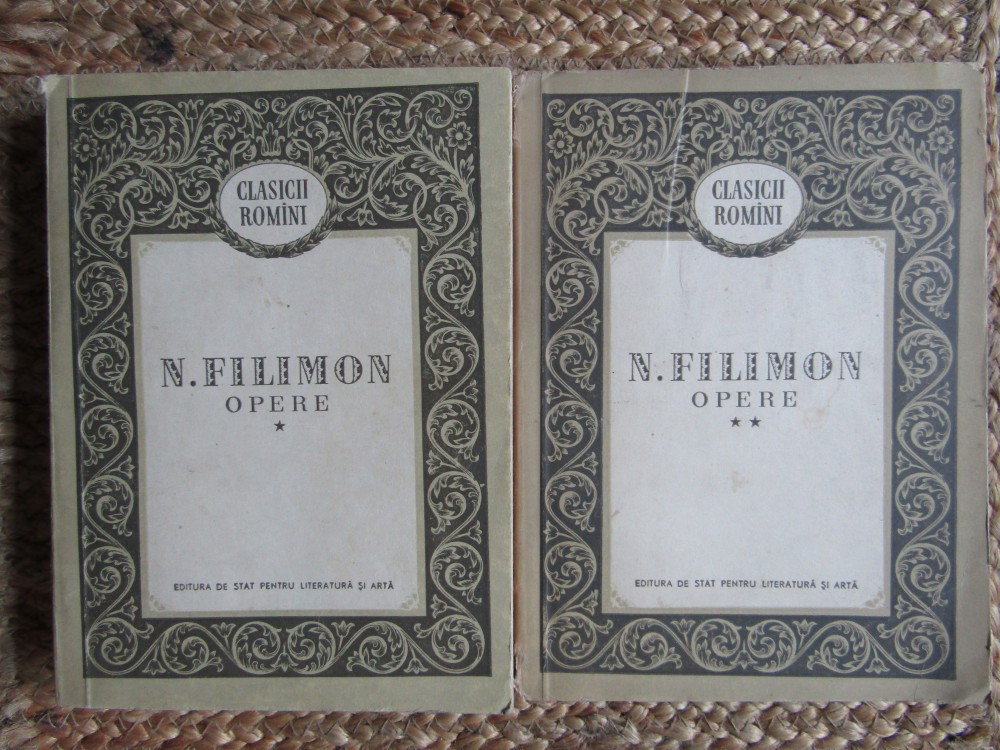 CLASICII
ROMÎNI
N. FILIMON
OPERE
★
EDITURA DE STAT PENTRU LITERATURĂ ȘI ARTĂ
CLASICII
ROMÎNI
N. FILIMON
OPERE
★★
EDITURA DE STAT PENTRU LITERATURĂ ȘI ARTĂ